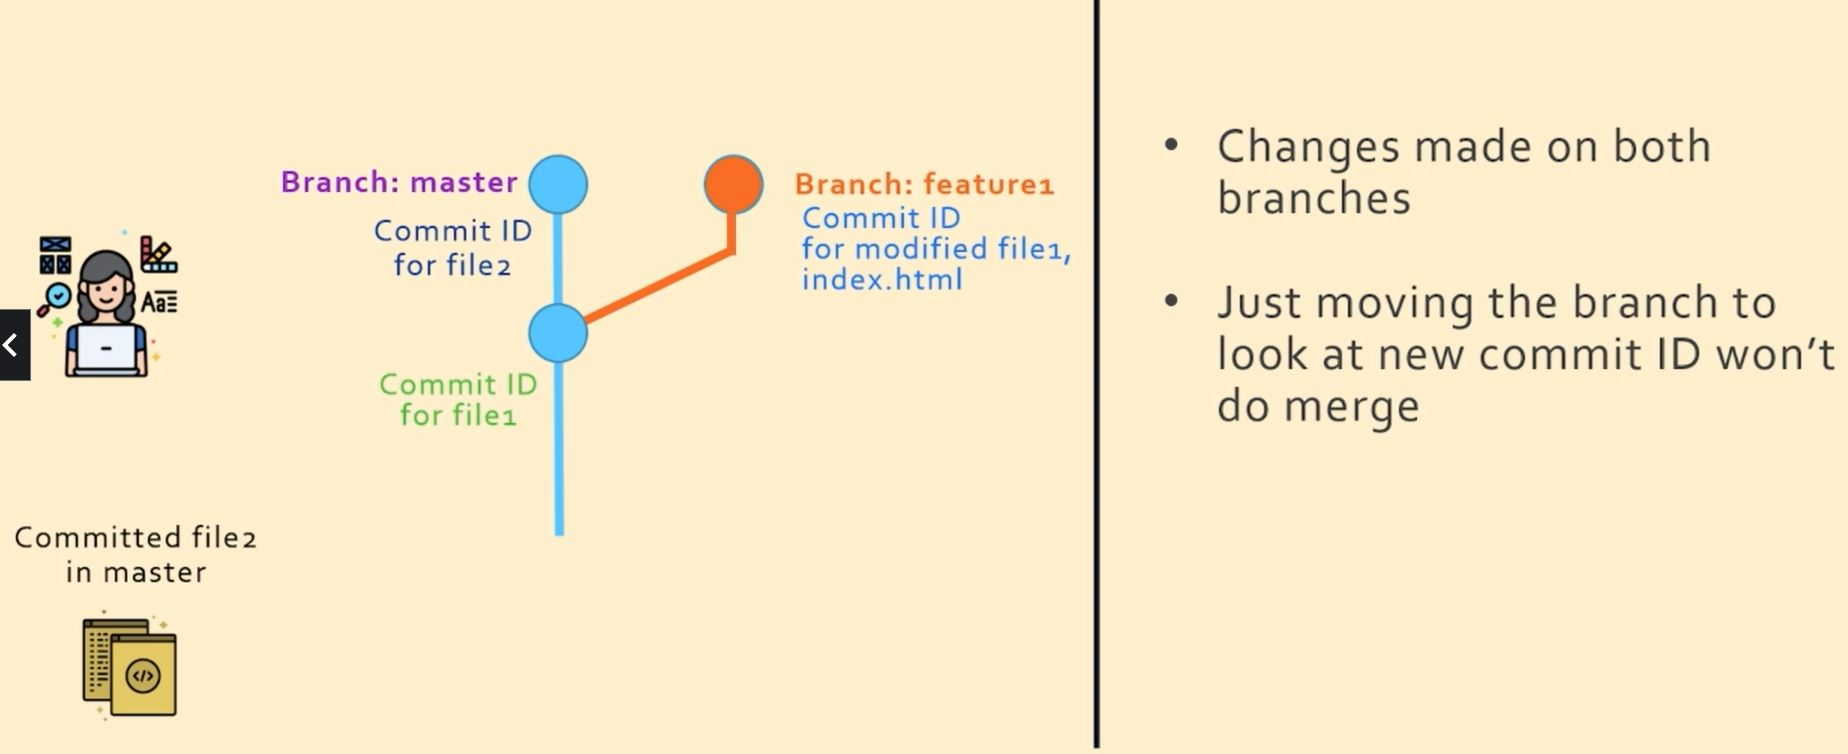 Branch: master
Commit ID
for file2
Branch: feature1
Commit ID
for modified file1,
index.html
Aa
Commit ID
for file1
Committed file2
in master
</>
• Changes made on both
branches
• Just moving the branch to
look at new commit ID won’t
do merge